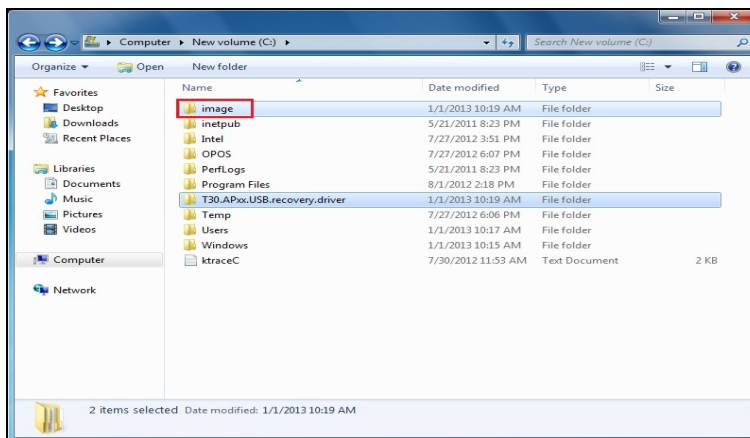 Computer ▸ New volume (C:) ▸ Search New volume (C:)
Organize Open New folder
Name Date modified Type Size
Favorites
Desktop
Downloads
Recent Places
Libraries
Documents
Music
Pictures
Videos
Computer
Network
image 1/1/2013 10:19 AM File folder
inetpub 5/21/2011 8:23 PM File folder
Intel 7/27/2012 3:51 PM File folder
OPOS 7/27/2012 6:07 PM File folder
PerfLogs 5/21/2011 8:23 PM File folder
Program Files 8/1/2012 2:18 PM File folder
T30.APxx.USB.recovery.driver 1/1/2013 10:19 AM File folder
Temp 7/27/2012 6:06 PM File folder
Users 1/1/2013 10:17 AM File folder
Windows 1/1/2013 10:15 AM File folder
ktraceC 7/30/2012 11:53 AM Text Document 2 KB
2 items selected Date modified: 1/1/2013 10:19 AM